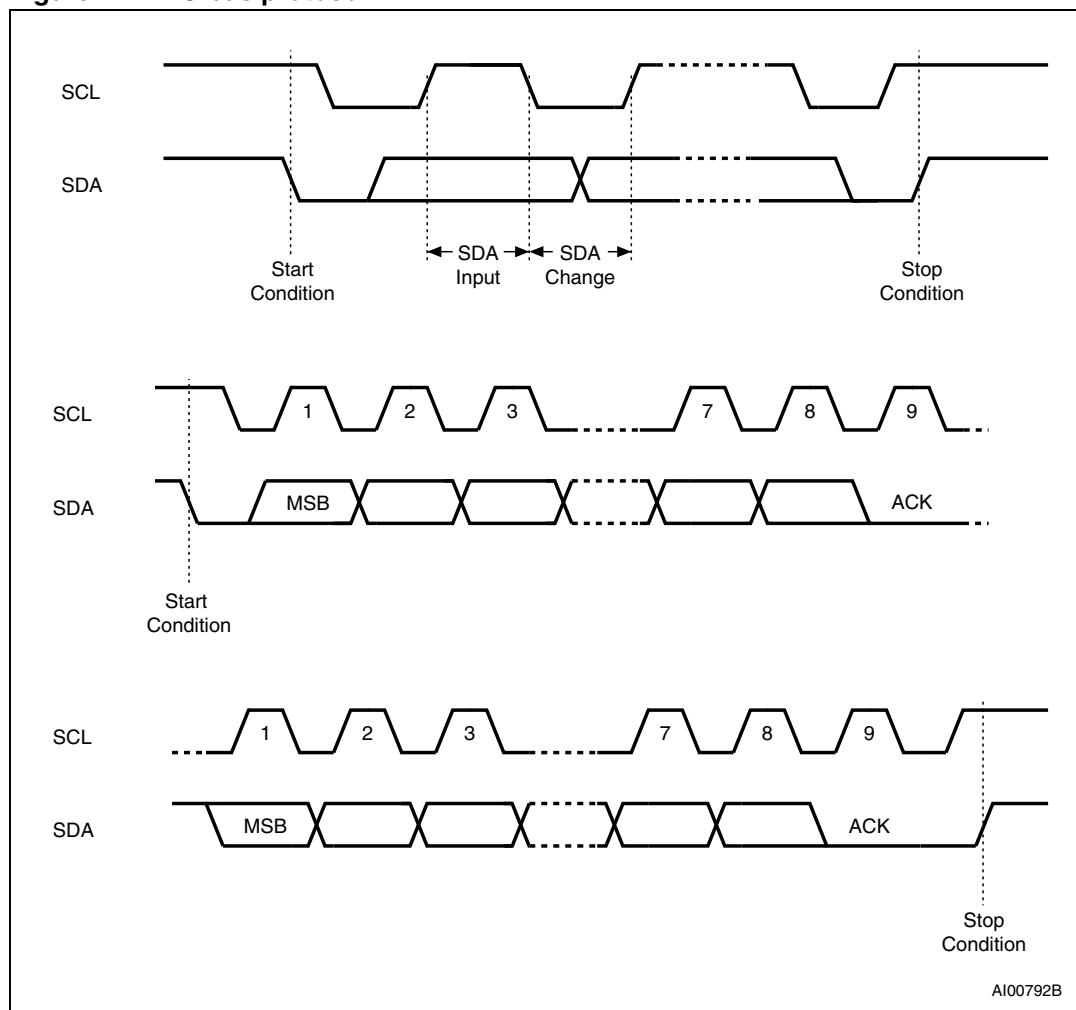 SCL
SDA
SDA
Input
SDA
Change
Start
Condition
Stop
Condition
SCL
1 2 3 7 8 9
SDA
MSB ACK
Start
Condition
SCL
1 2 3 7 8 9
SDA
MSB ACK
Stop
Condition
AI00792B